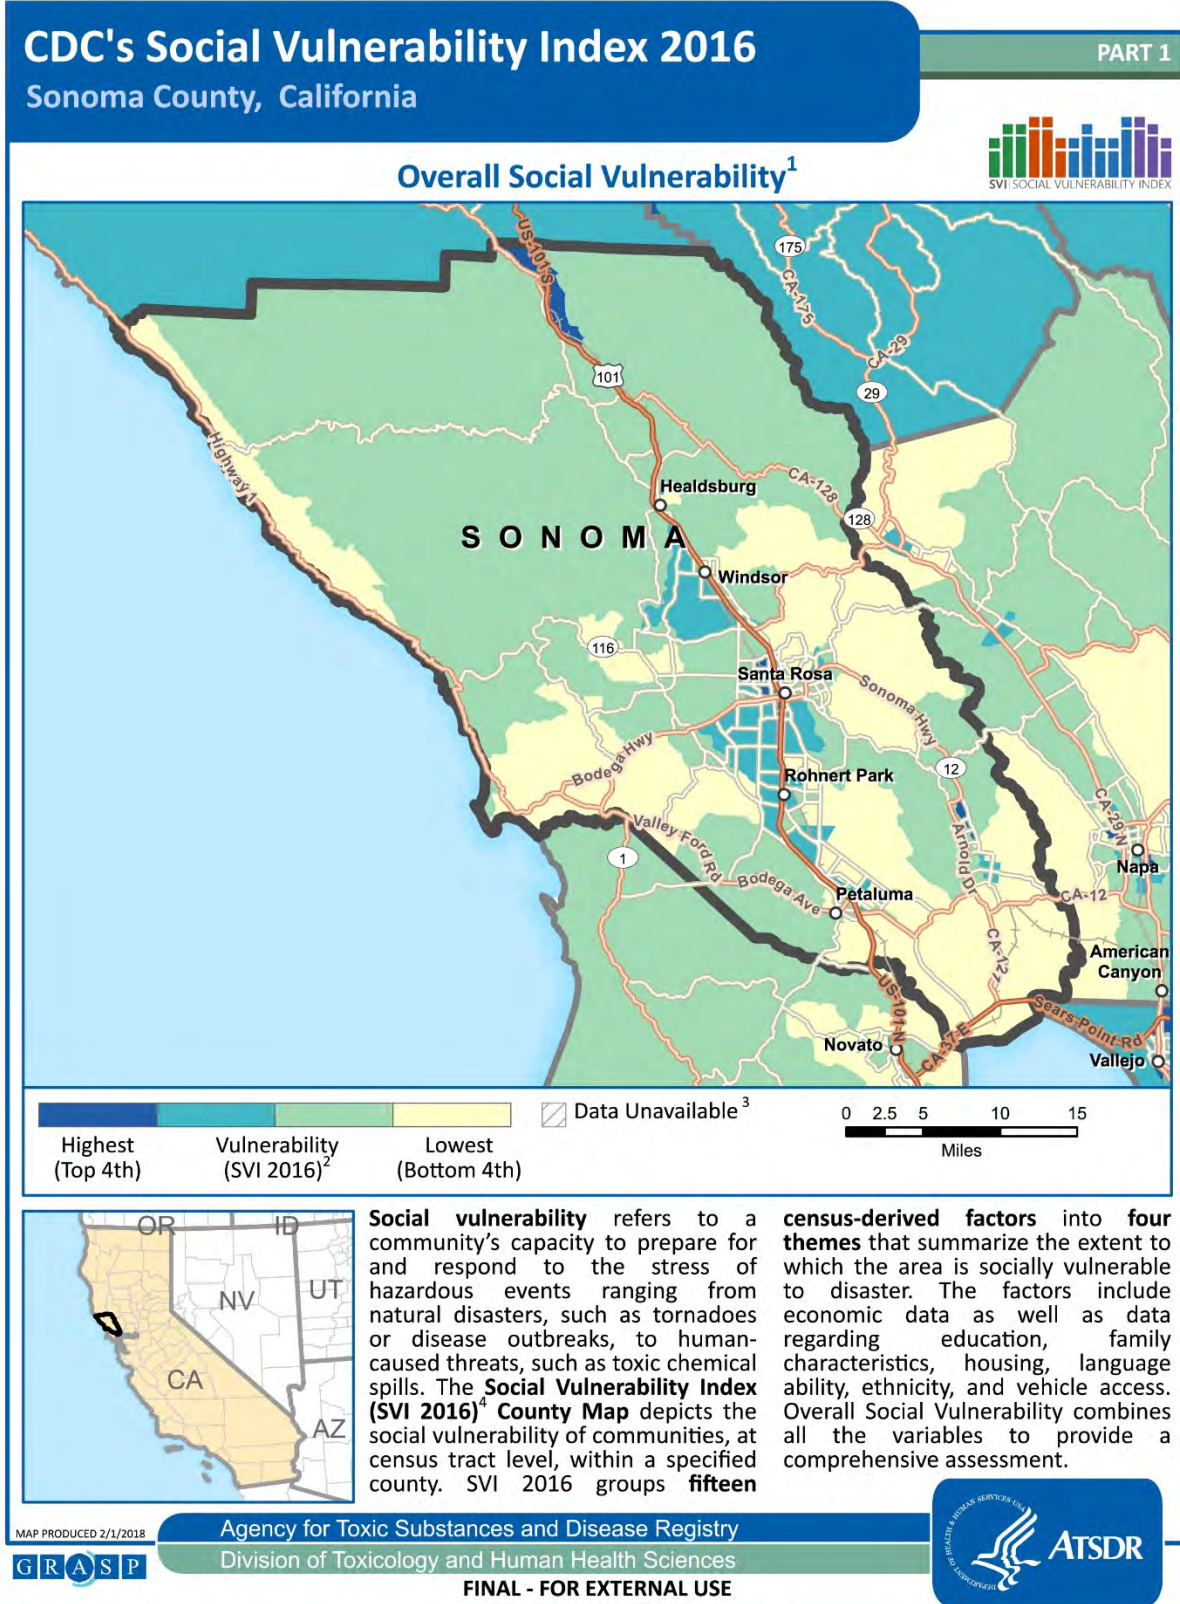 CDC's Social Vulnerability Index 2016
Sonoma County, California
PART 1
SVI SOCIAL VULNERABILITY INDEX
Overall Social Vulnerability1
US-101 S
175
CA-175
CA-29
101
29
Highway 1
Healdsburg
CA-128
128
SONOMA
Windsor
116
Santa Rosa
Sonoma Hwy
Bodega Hwy
12
Rohnert Park
CA-29 N
Valley Ford Rd
Arnold Dr
1
Napa
Bodega Ave
Petaluma
CA-12
CA-12
American
Canyon
US-101 N
Sears Point Rd
Novato
CA-37 E
Vallejo
Data Unavailable 3
0 2.5 5 10 15
Miles
Highest
(Top 4th)
Vulnerability
(SVI 2016)2
Lowest
(Bottom 4th)
OR
ID
NV
UT
CA
AZ
Social vulnerability refers to a
community's capacity to prepare for
and respond to the stress of
hazardous events ranging from
natural disasters, such as tornadoes
or disease outbreaks, to human-
caused threats, such as toxic chemical
spills. The Social Vulnerability Index
(SVI 2016)4 County Map depicts the
social vulnerability of communities, at
census tract level, within a specified
county. SVI 2016 groups fifteen
census-derived factors into four
themes that summarize the extent to
which the area is socially vulnerable
to disaster. The factors include
economic data as well as data
regarding education, family
characteristics, housing, language
ability, ethnicity, and vehicle access.
Overall Social Vulnerability combines
all the variables to provide a
comprehensive assessment.
MAP PRODUCED 2/1/2018
GRASP
Agency for Toxic Substances and Disease Registry
Division of Toxicology and Human Health Sciences
FINAL - FOR EXTERNAL USE
DEPARTMENT OF HEALTH & HUMAN SERVICES·USA
ATSDR